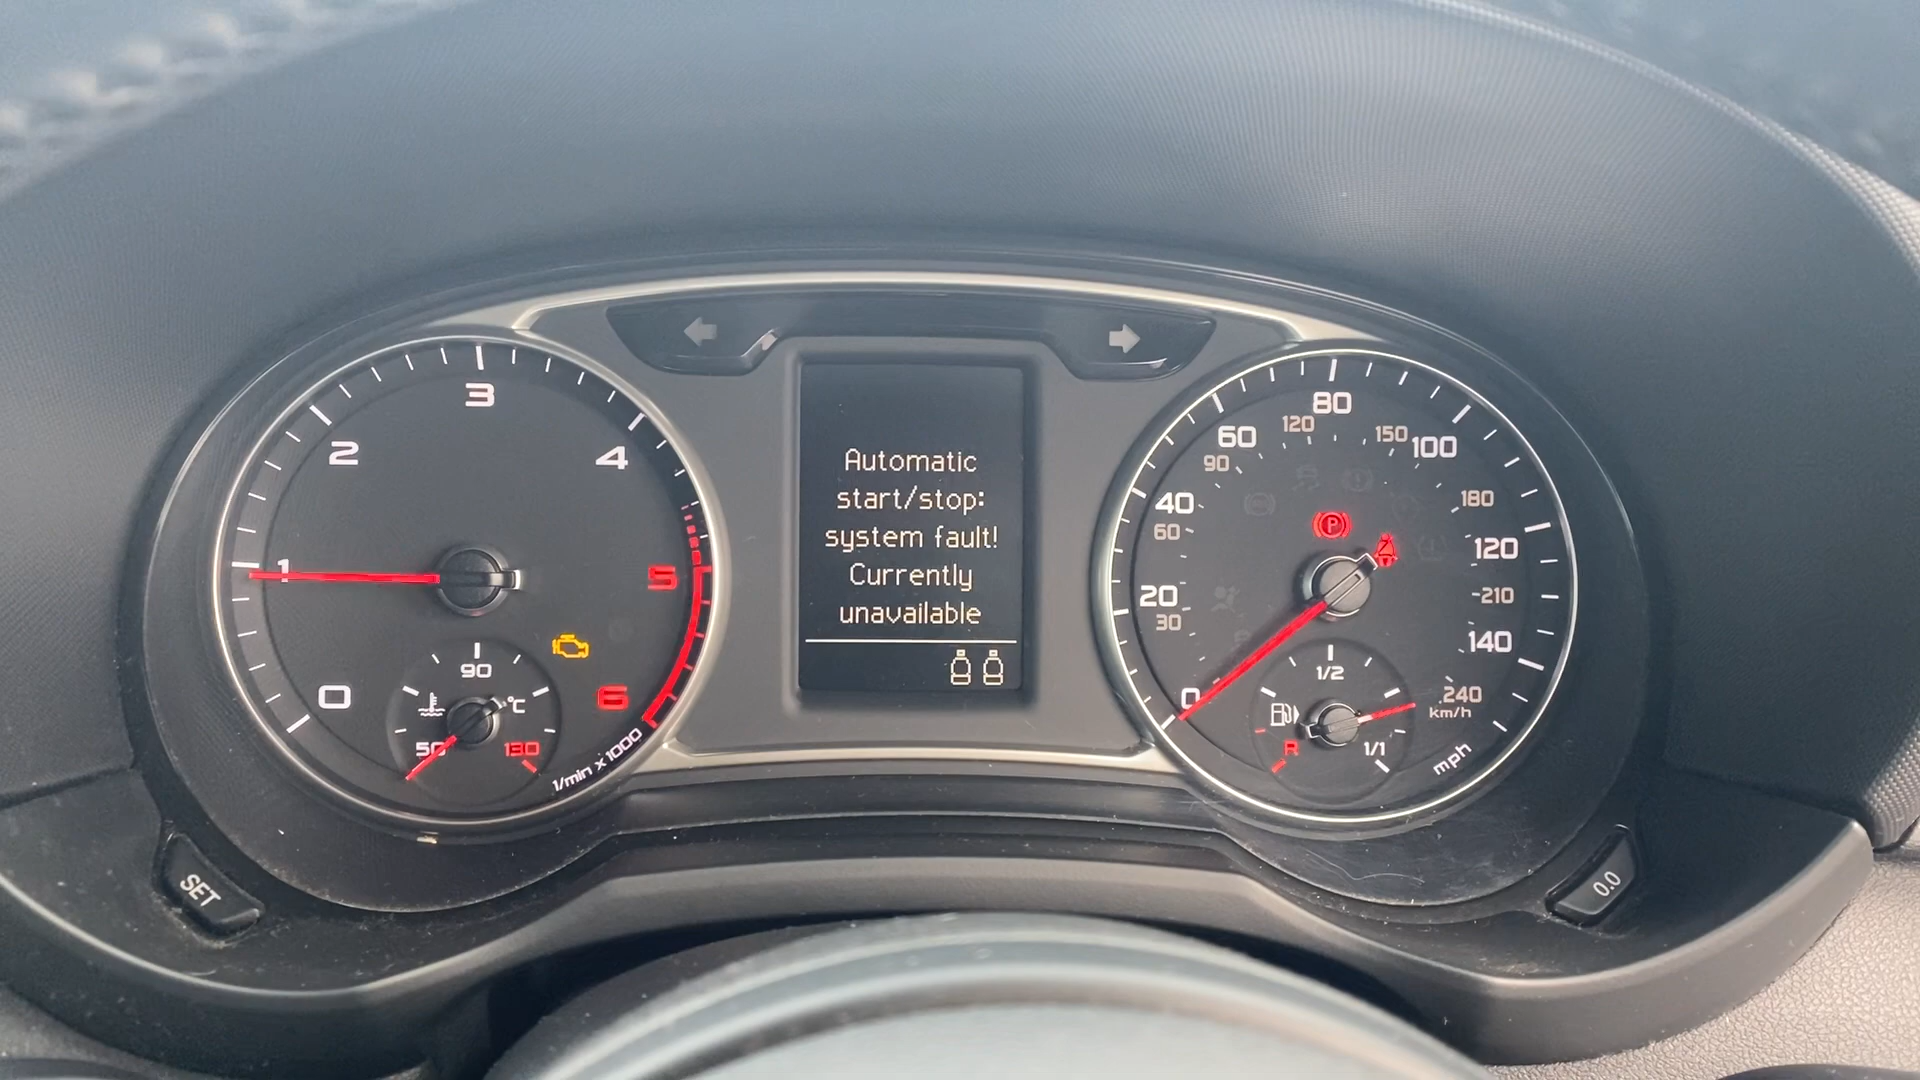 Automatic
start/stop:
system fault!
Currently
unavailable
0
1
2
3
4
5
6
1/min x 1000
50
90
130
°C
0
20
40
60
80
100
120
140
mph
30
60
90
120
150
180
210
240
km/h
P
R
1/2
1/1
SET
0.0